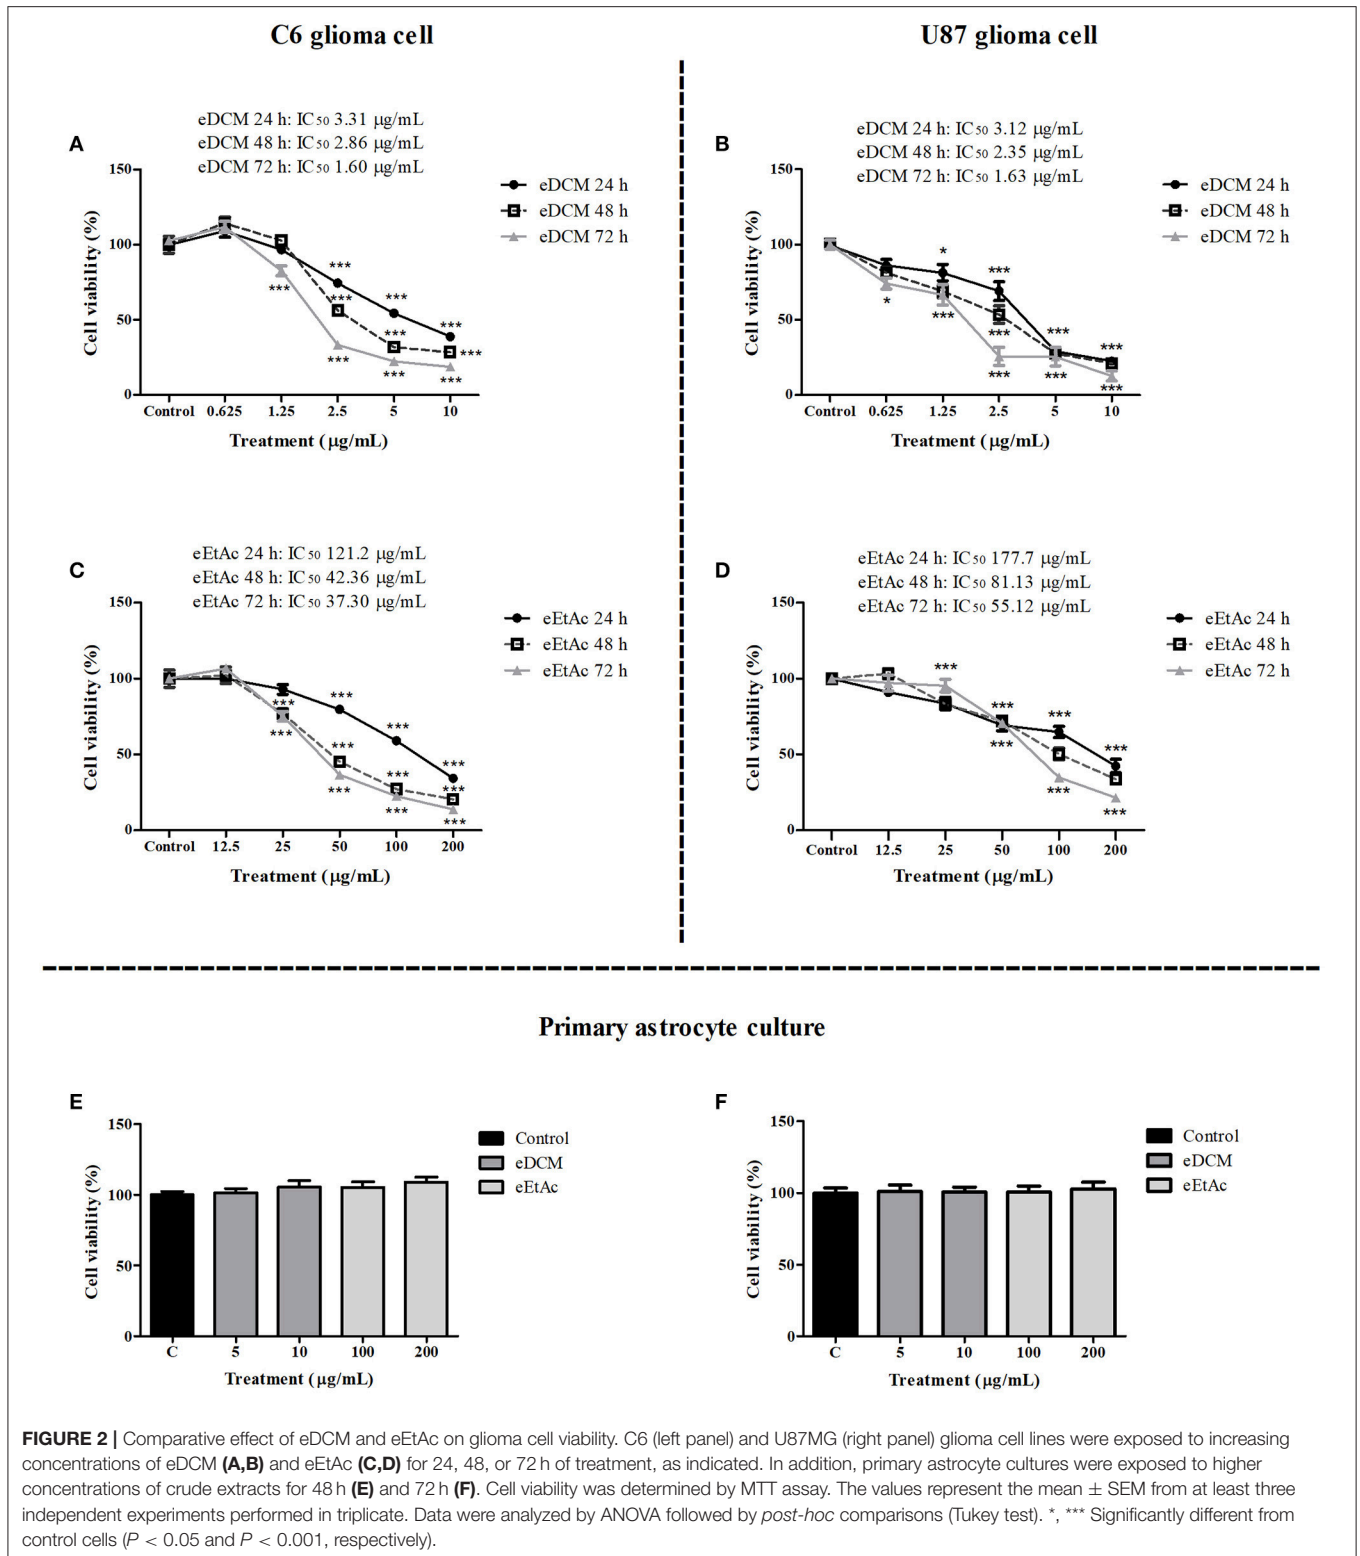 C6 glioma cell
U87 glioma cell
A
eDCM 24 h: IC50 3.31 µg/mL
eDCM 48 h: IC50 2.86 µg/mL
eDCM 72 h: IC50 1.60 µg/mL
150
100
50
0
Cell viability (%)
eDCM 24 h
eDCM 48 h
eDCM 72 h
***
***
***
***
***
***
***
***
***
***
Control 0.625 1.25 2.5 5 10
Treatment (µg/mL)
B
eDCM 24 h: IC50 3.12 µg/mL
eDCM 48 h: IC50 2.35 µg/mL
eDCM 72 h: IC50 1.63 µg/mL
150
100
50
0
Cell viability (%)
eDCM 24 h
eDCM 48 h
eDCM 72 h
*
*
***
***
***
***
***
***
***
***
Control 0.625 1.25 2.5 5 10
Treatment (µg/mL)
C
eEtAc 24 h: IC50 121.2 µg/mL
eEtAc 48 h: IC50 42.36 µg/mL
eEtAc 72 h: IC50 37.30 µg/mL
150
100
50
0
Cell viability (%)
eEtAc 24 h
eEtAc 48 h
eEtAc 72 h
***
***
***
***
***
***
***
***
***
***
***
Control 12.5 25 50 100 200
Treatment (µg/mL)
D
eEtAc 24 h: IC50 177.7 µg/mL
eEtAc 48 h: IC50 81.13 µg/mL
eEtAc 72 h: IC50 55.12 µg/mL
150
100
50
0
Cell viability (%)
eEtAc 24 h
eEtAc 48 h
eEtAc 72 h
***
***
***
***
***
***
***
Control 12.5 25 50 100 200
Treatment (µg/mL)
Primary astrocyte culture
E
150
100
50
0
Cell viability (%)
Control
eDCM
eEtAc
C 5 10 100 200
Treatment (µg/mL)
F
150
100
50
0
Cell viability (%)
Control
eDCM
eEtAc
C 5 10 100 200
Treatment (µg/mL)
FIGURE 2 | Comparative effect of eDCM and eEtAc on glioma cell viability. C6 (left panel) and U87MG (right panel) glioma cell lines were exposed to increasing
concentrations of eDCM (A,B) and eEtAc (C,D) for 24, 48, or 72 h of treatment, as indicated. In addition, primary astrocyte cultures were exposed to higher
concentrations of crude extracts for 48 h (E) and 72 h (F). Cell viability was determined by MTT assay. The values represent the mean ± SEM from at least three
independent experiments performed in triplicate. Data were analyzed by ANOVA followed by post-hoc comparisons (Tukey test). *, *** Significantly different from
control cells (P < 0.05 and P < 0.001, respectively).